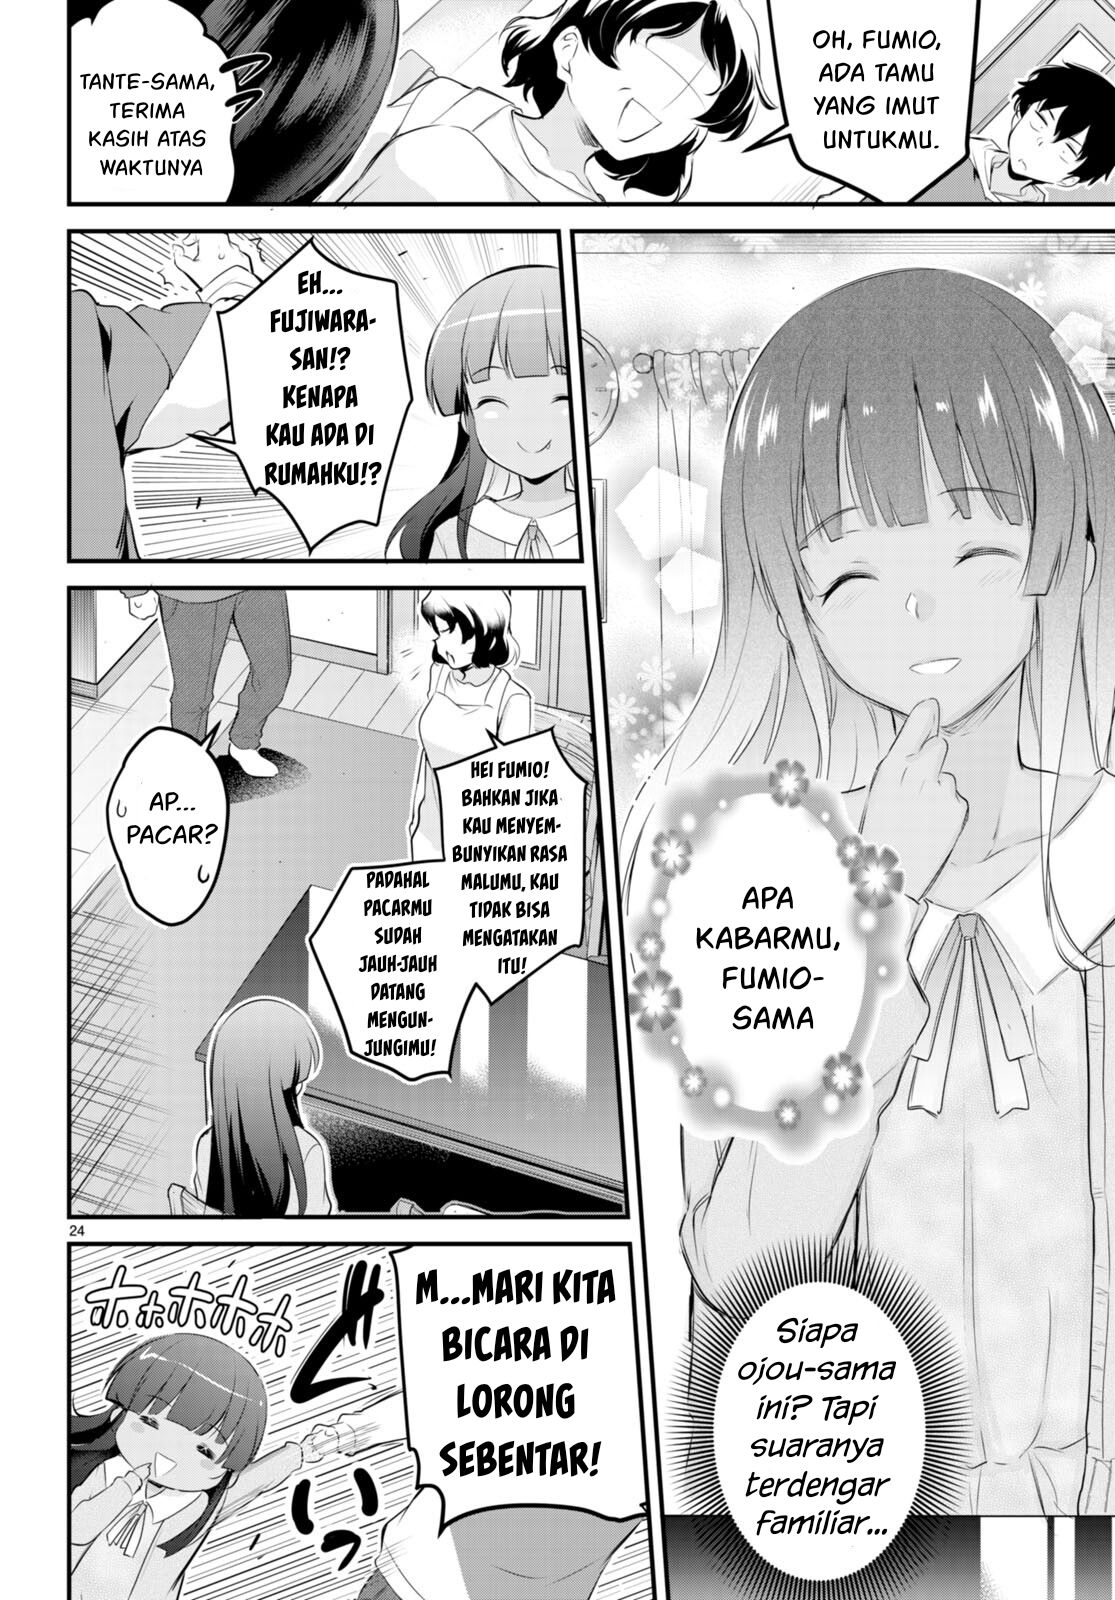 OH, FUMIO,
ADA TAMU
YANG IMUT
UNTUKMU.
TANTE-SAMA,
TERIMA
KASIH ATAS
WAKTUNYA
APA
KABARMU,
FUMIO-
SAMA
Siapa
ojou-sama
ini? Tapi
suaranya
terdengar
familiar...
EH...
FUJIWARA-
SAN!?
KENAPA
KAU ADA DI
RUMAHKU!?
HEI FUMIO!
BAHKAN JIKA
KAU MENYEM-
BUNYIKAN RASA
MALUMU, KAU
TIDAK BISA
MENGATAKAN
ITU!
PADAHAL
PACARMU
SUDAH
JAUH-JAUH
DATANG
MENGUN-
JUNGIMU!
AP...
PACAR?
24
M...MARI KITA
BICARA DI
LORONG
SEBENTAR!
ぐいっ
ホホホホホ